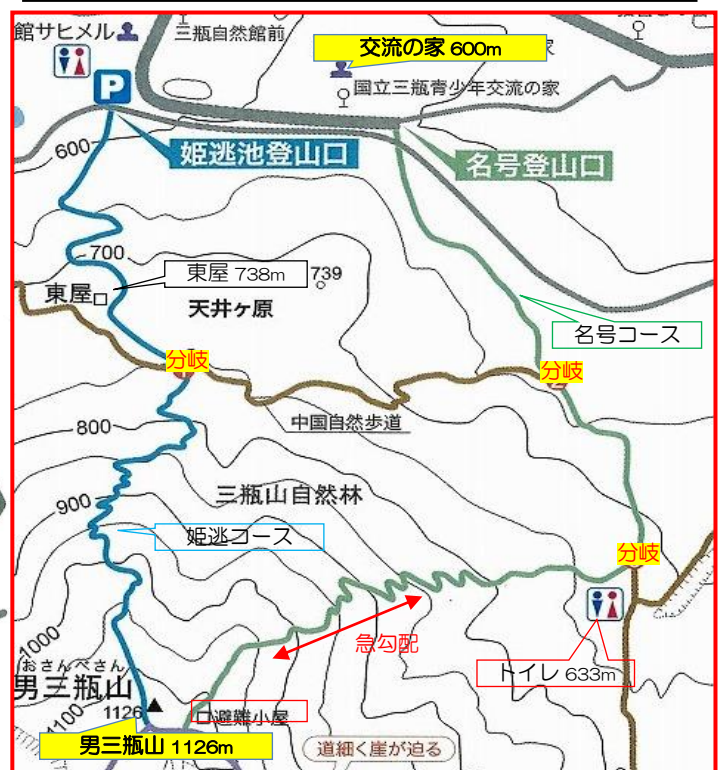 館サヒメル
三瓶自然館前
交流の家 600m
家
国立三瓶青少年交流の家
P
姫逃池登山口
名号登山口
600
700
東屋 738m
739
東屋
天井ヶ原
名号コース
分岐
分岐
中国自然歩道
800
三瓶山自然林
900
姫逃コース
分岐
急勾配
トイレ 633m
1000
おさんべさん
男三瓶山
1126
1100
避難小屋
男三瓶山 1126m
道細く崖が迫る